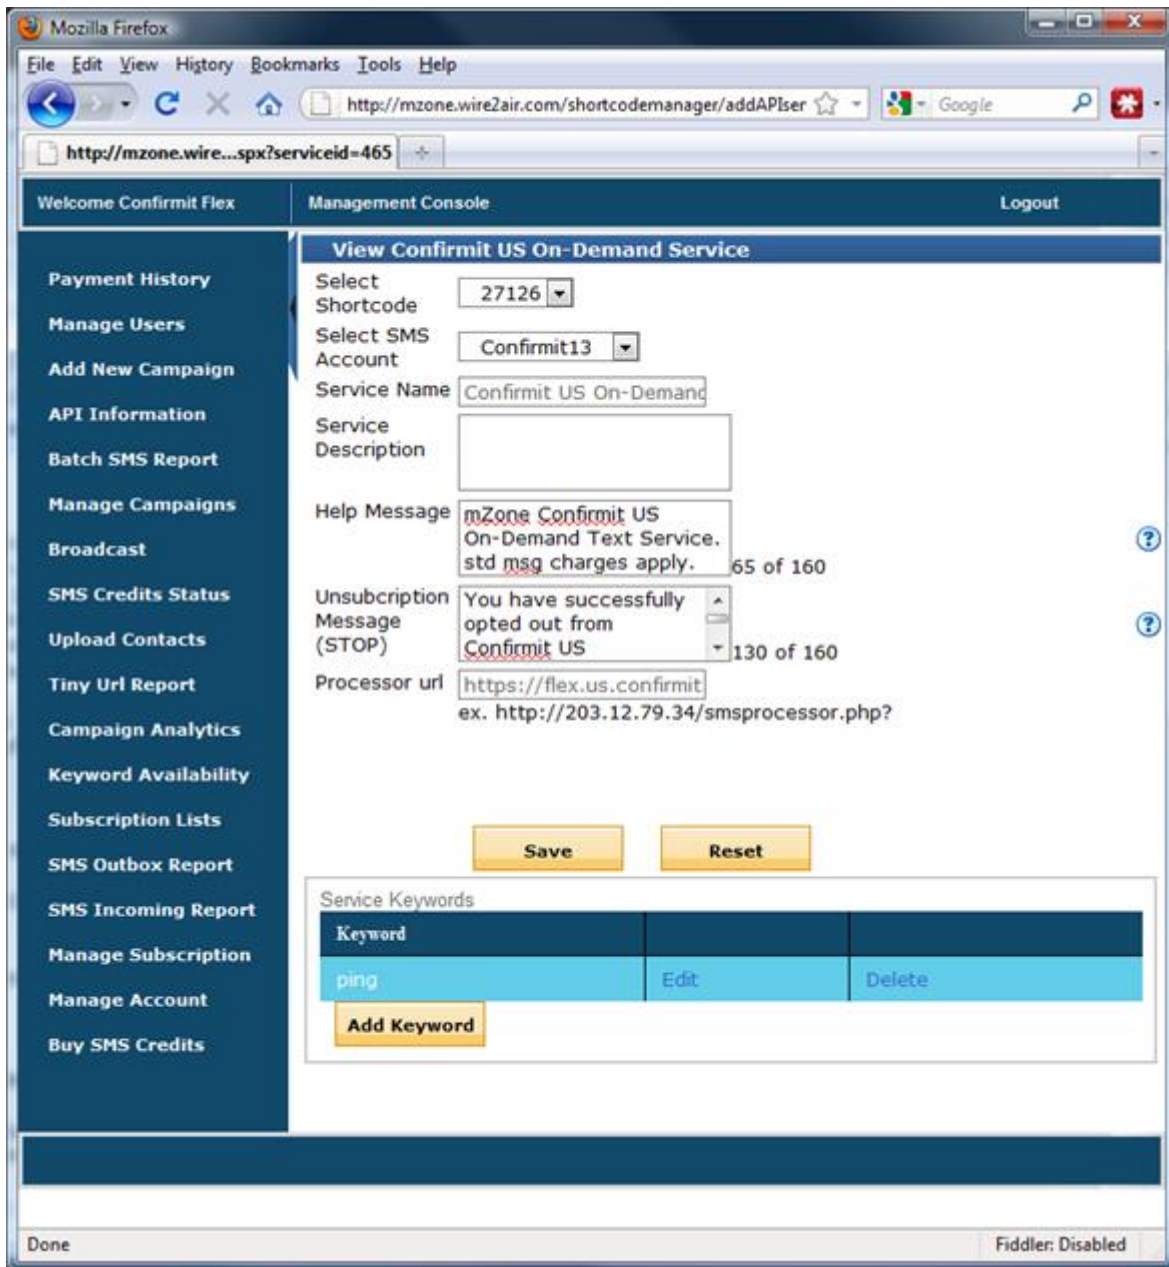 Mozilla Firefox
File Edit View History Bookmarks Tools Help
http://mzone.wire2air.com/shortcodemanager/addAPIser
Google
http://mzone.wire...spx?serviceid=465
Welcome Confirmit Flex
Management Console
Logout
Payment History
Manage Users
Add New Campaign
API Information
Batch SMS Report
Manage Campaigns
Broadcast
SMS Credits Status
Upload Contacts
Tiny Url Report
Campaign Analytics
Keyword Availability
Subscription Lists
SMS Outbox Report
SMS Incoming Report
Manage Subscription
Manage Account
Buy SMS Credits
View Confirmit US On-Demand Service
Select
Shortcode
27126
Select SMS
Account
Confirmit13
Service Name
Confirmit US On-Demand
Service
Description
Help Message
mZone Confirmit US
On-Demand Text Service.
std msg charges apply.
65 of 160
Unsubcription
Message
(STOP)
You have successfully
opted out from
Confirmit US
130 of 160
Processor url
https://flex.us.confirmit
ex. http://203.12.79.34/smsprocessor.php?
Save
Reset
Service Keywords
Keyword
ping Edit Delete
Add Keyword
Done
Fiddler: Disabled